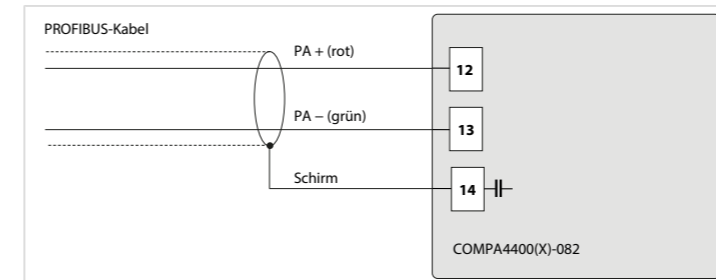 PROFIBUS-Kabel
PA + (rot)
12
PA – (grün)
13
Schirm
14
COMPA4400(X)-082